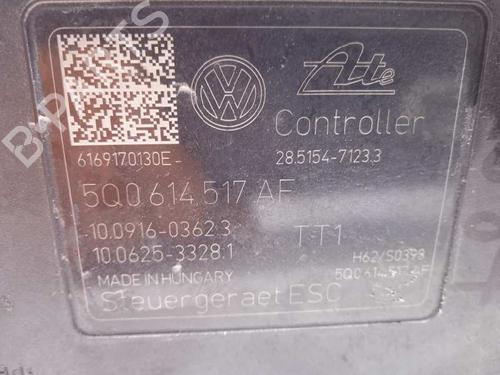 Ate
Controller
6169170130E- 28.5154-7123.3
5Q0 614 517 AF
10.0916-0362.3 TT1
10.0625-3328.1 H62/S0398
MADE IN HUNGARY 5Q0 614 517 AF
Steuergeraet ESC